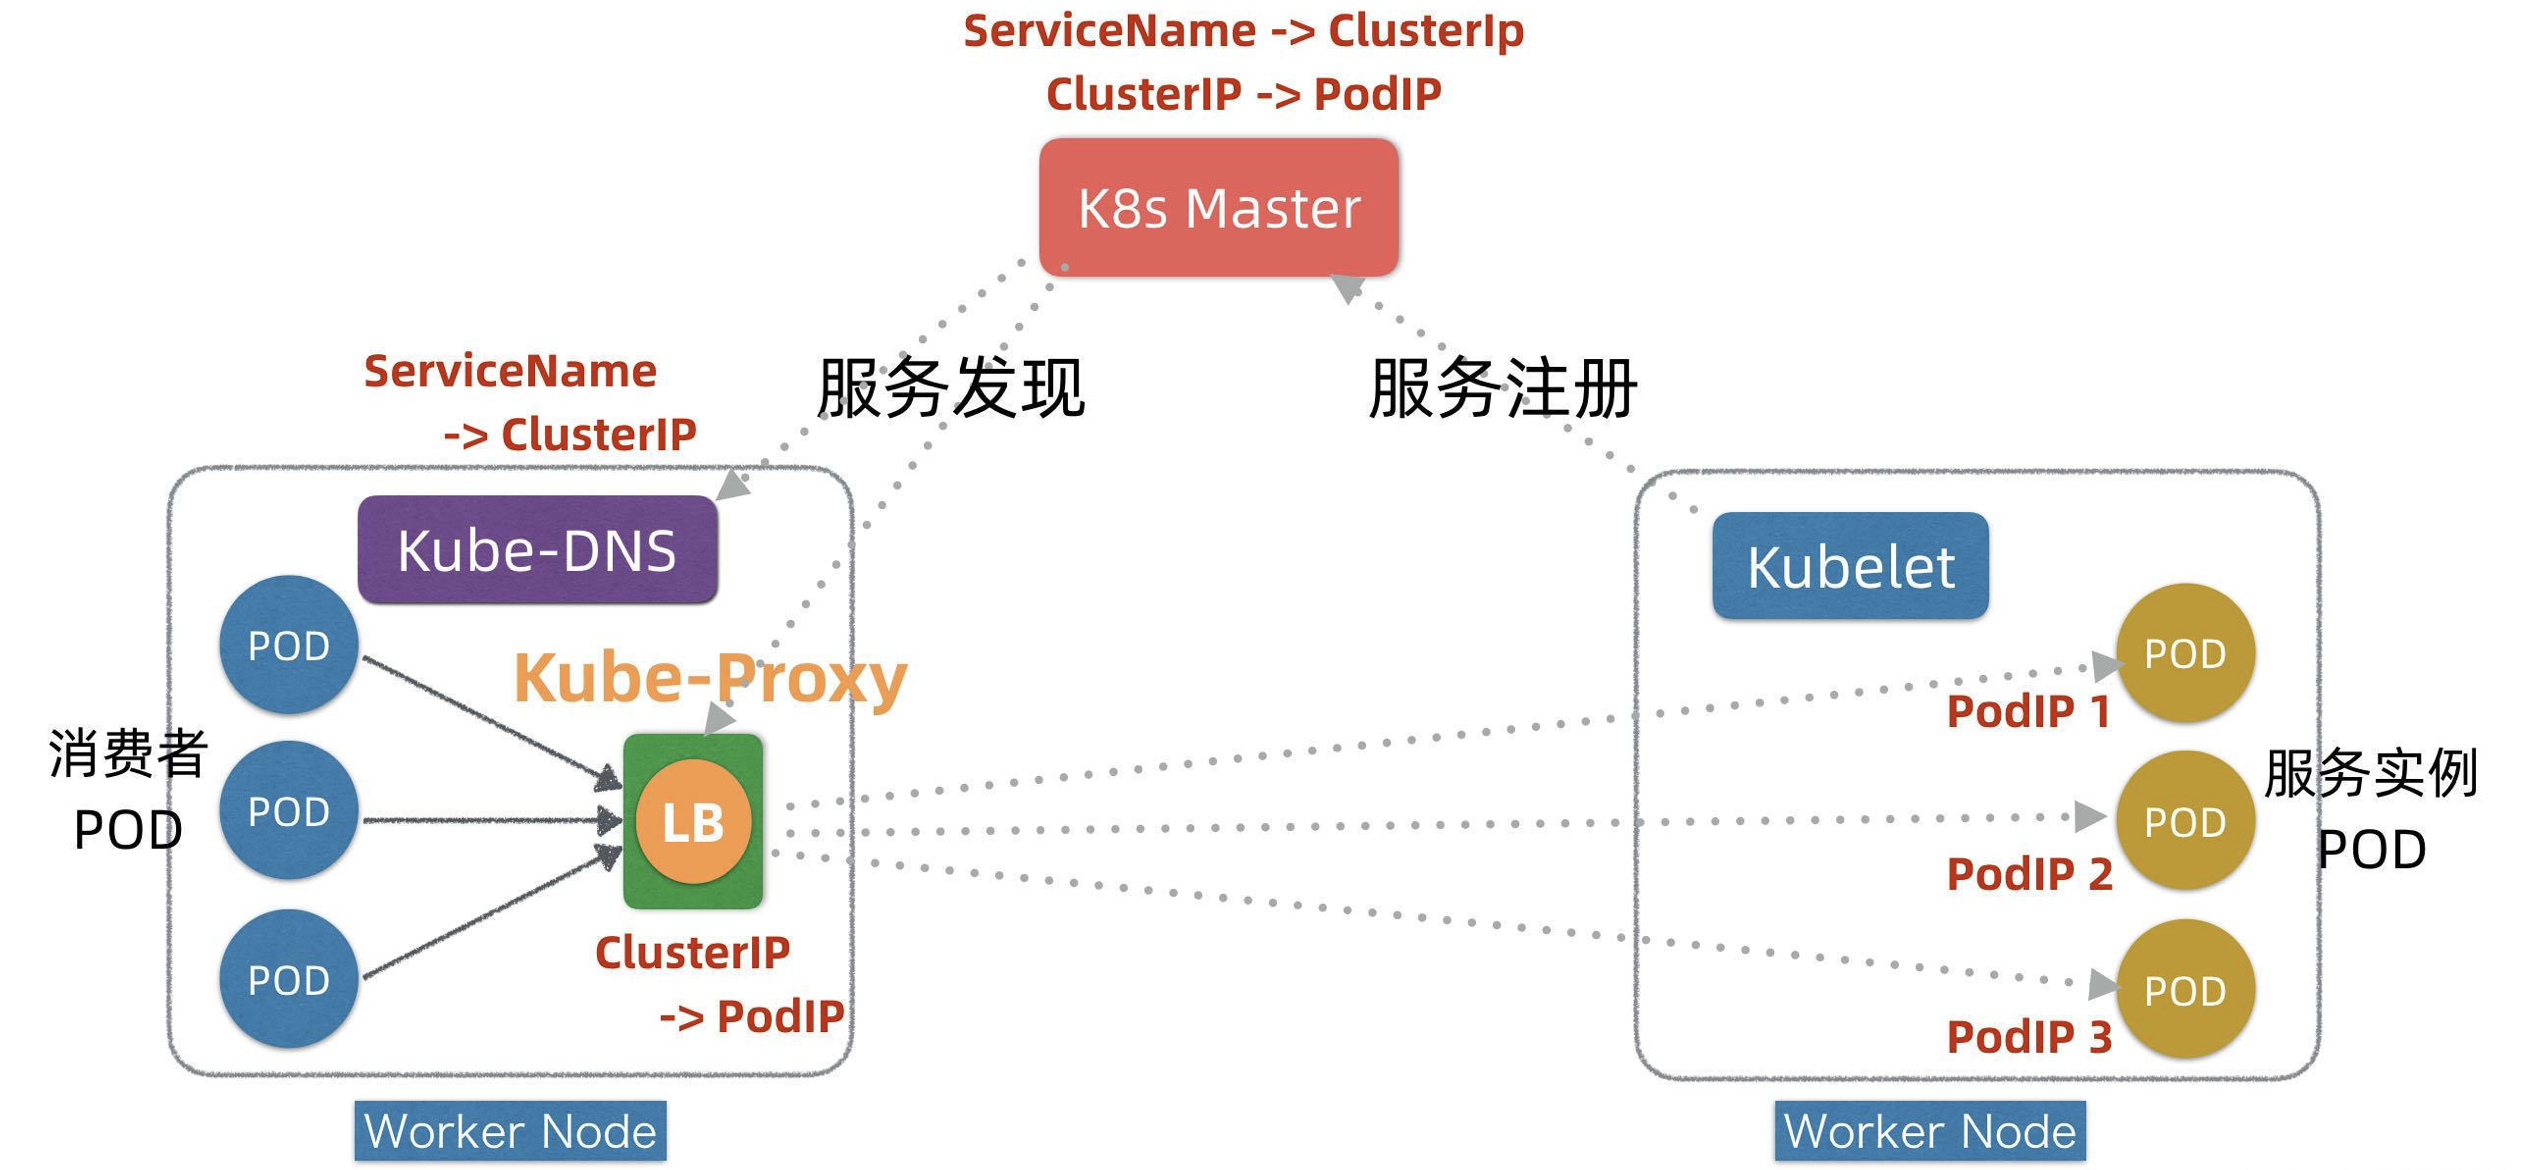 ServiceName -> ClusterIp
ClusterIP -> PodIP
K8s Master
服务发现
服务注册
ServiceName
-> ClusterIP
Kube-DNS
Kube-Proxy
POD
POD
POD
消费者
POD
LB
ClusterIP
-> PodIP
Worker Node
Kubelet
POD
PodIP 1
POD
PodIP 2
POD
PodIP 3
服务实例
POD
Worker Node